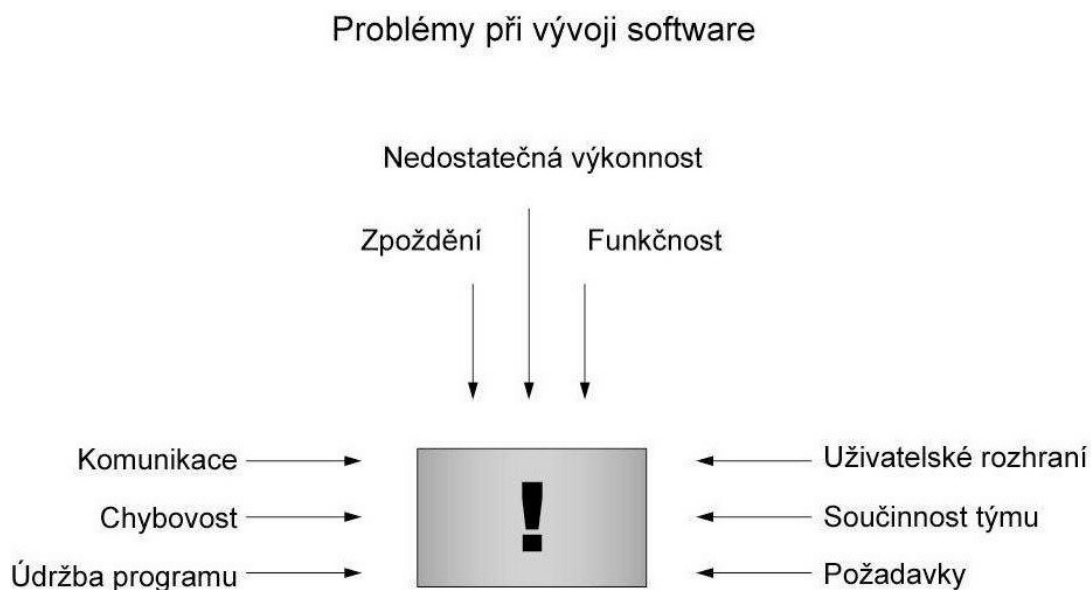 Problémy při vývoji software
Nedostatečná výkonnost
Zpoždění
Funkčnost
Komunikace
Uživatelské rozhraní
!
Chybovost
Součinnost týmu
Údržba programu
Požadavky